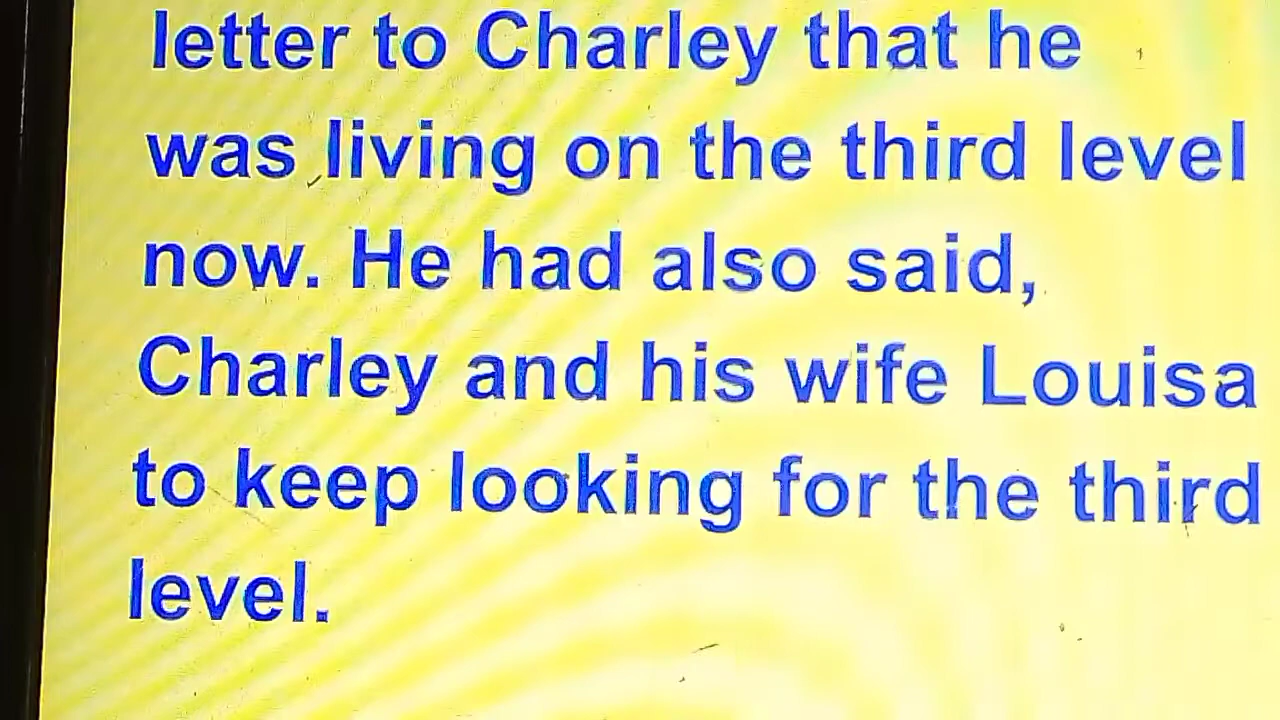 letter to Charley that he
was living on the third level
now. He had also said,
Charley and his wife Louisa
to keep looking for the third
level.